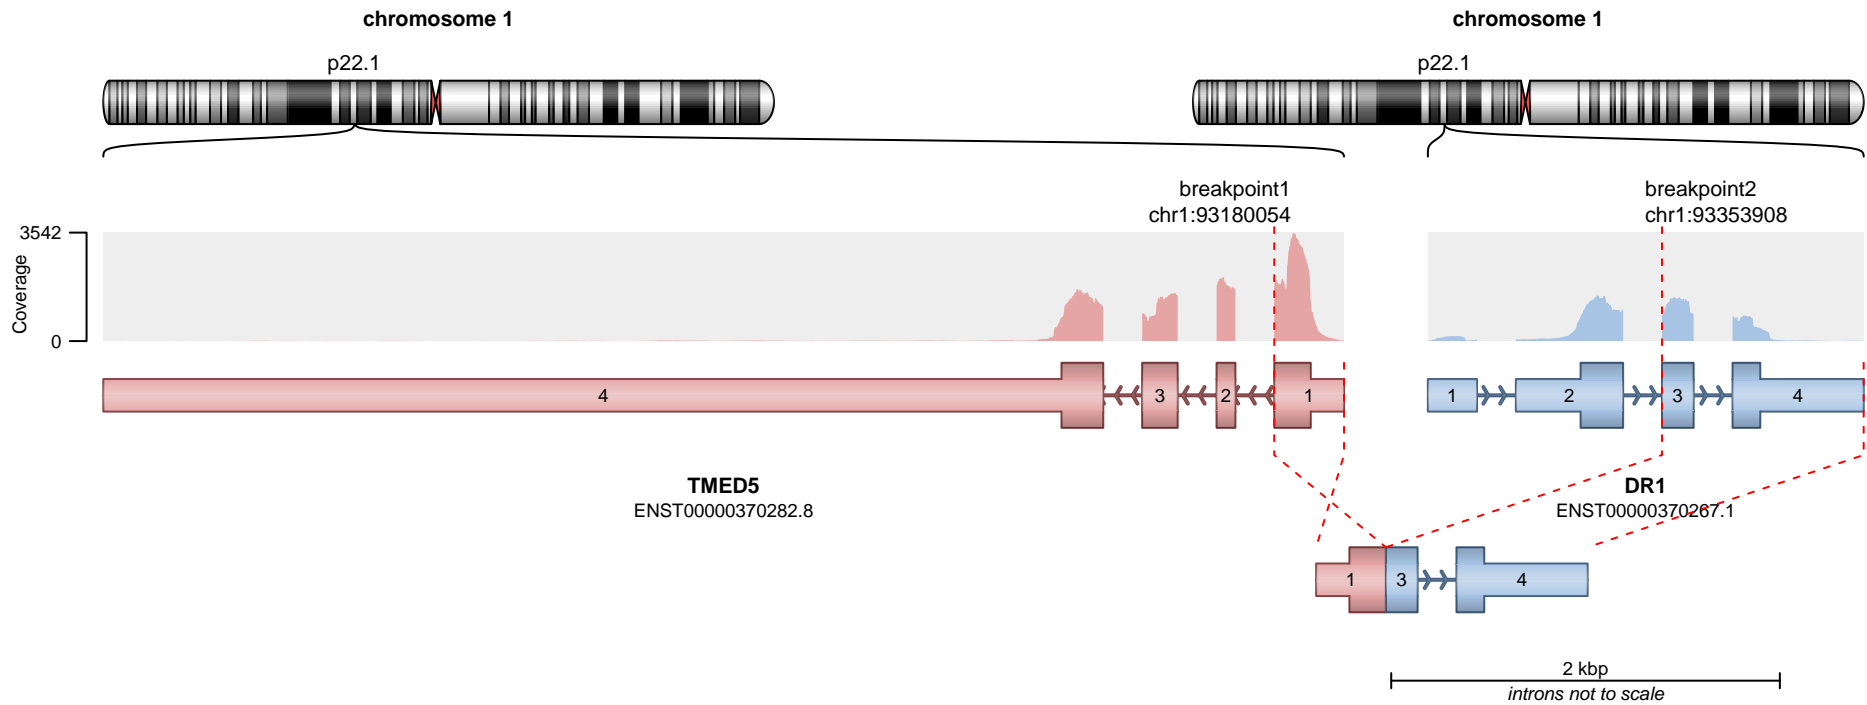 chromosome 1
chromosome 1
p22.1
p22.1
breakpoint1
chr1:93180054
breakpoint2
chr1:93353908
3542
Coverage
0
4
3
2
1
1
2
3
4
TMED5
ENST00000370282.8
DR1
ENST00000370267.1
1
3
4
2 kbp
introns not to scale